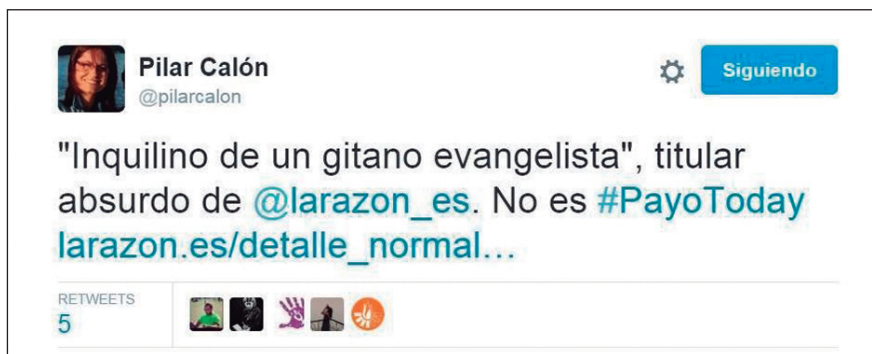 Pilar Calón
@pilarcalon
Siguiendo
"Inquilino de un gitano evangelista", titular
absurdo de @larazon_es. No es #PayoToday
larazon.es/detalle_normal...
RETWEETS
5